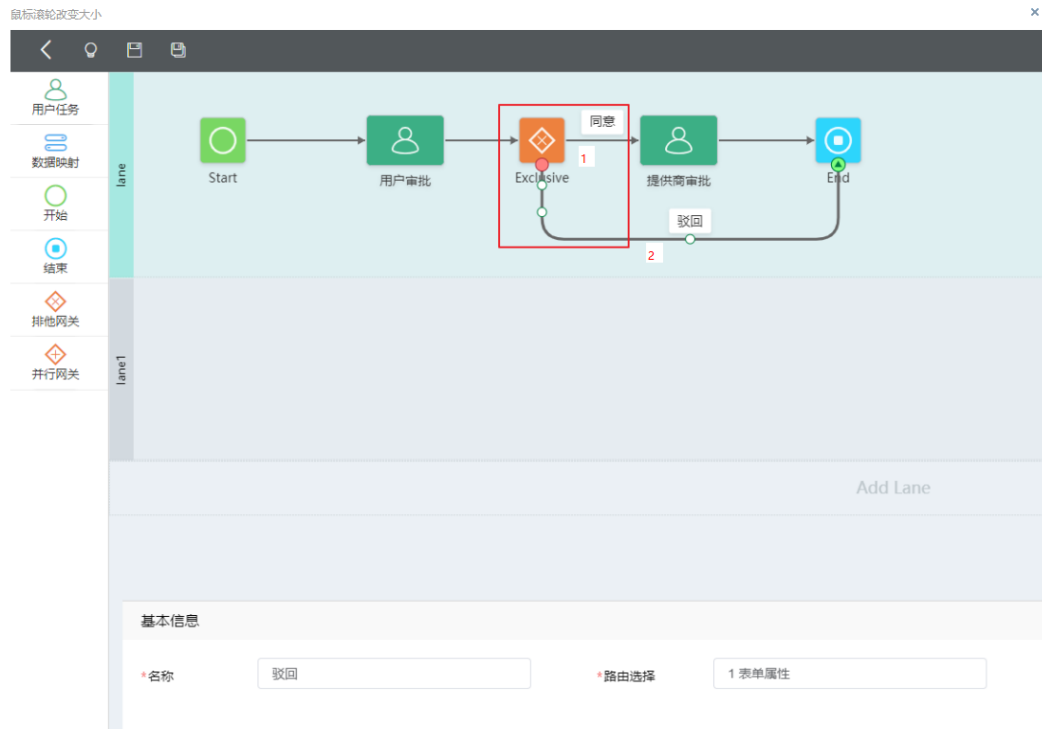 鼠标滚轮改变大小
×
用户任务
数据映射
开始
结束
排他网关
并行网关
lane
Start
用户审批
Exclusive
同意
1
提供商审批
End
驳回
2
lane1
Add Lane
基本信息
*名称
驳回
*路由选择
1 表单属性